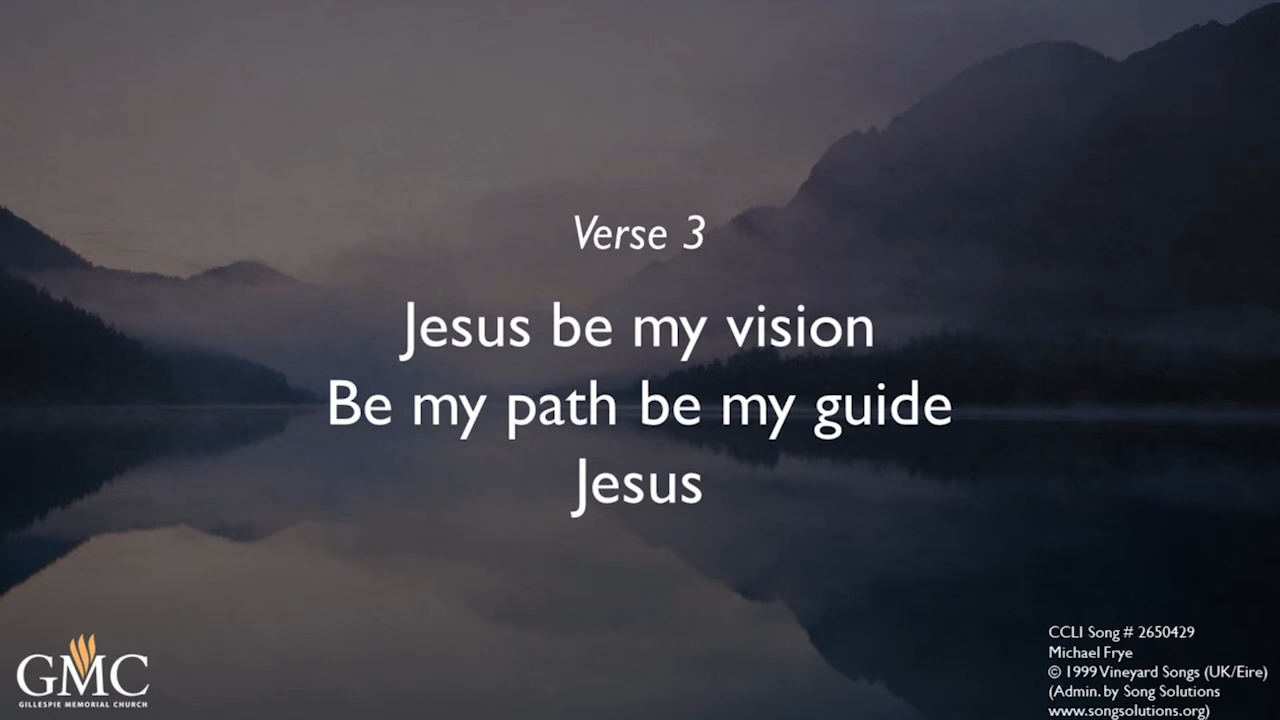 Verse 3
Jesus be my vision
Be my path be my guide
Jesus
GMC
GILLESPIE MEMORIAL CHURCH
CCLI Song # 2650429
Michael Frye
© 1999 Vineyard Songs (UK/Eire)
(Admin. by Song Solutions
www.songsolutions.org)